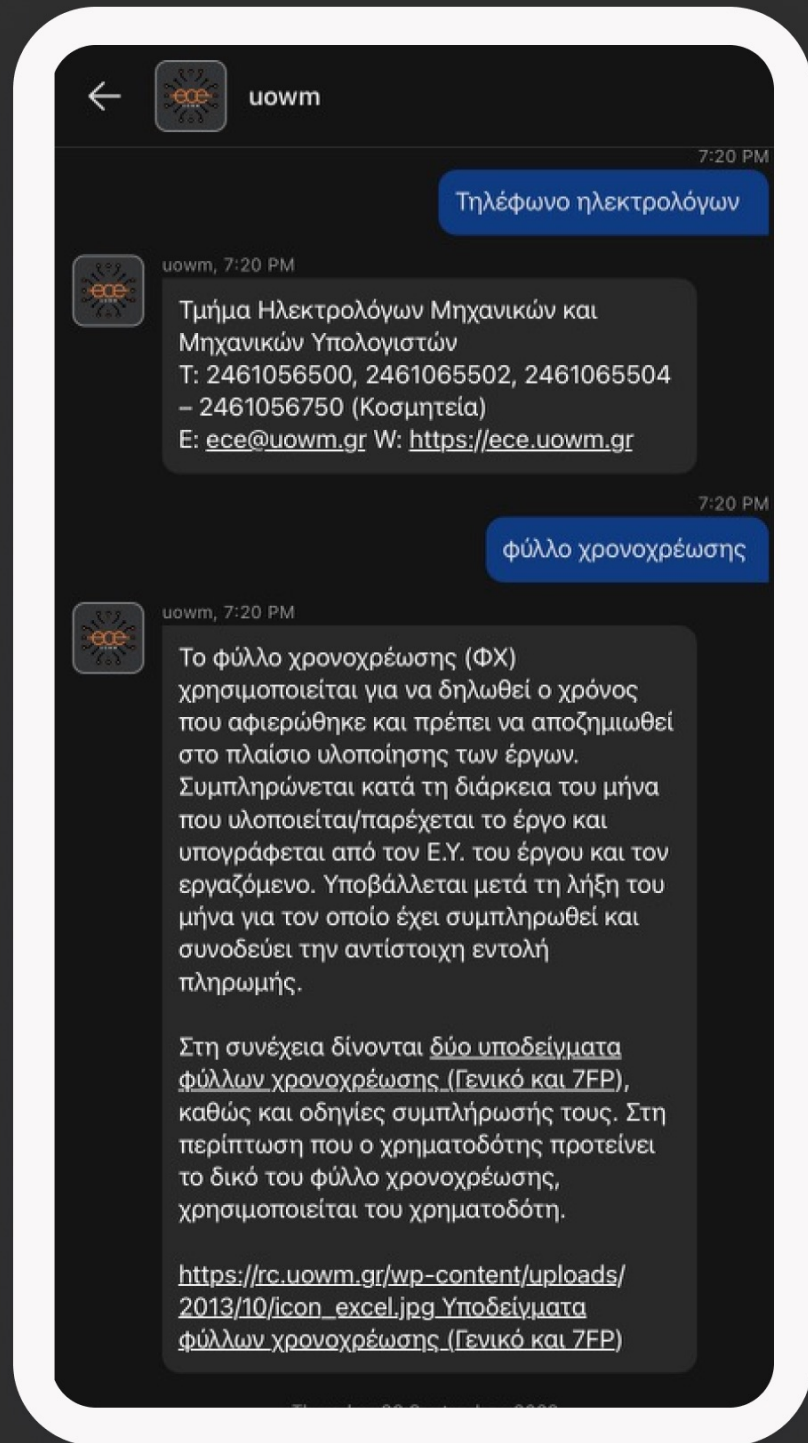 uowm
7:20 PM
Τηλέφωνο ηλεκτρολόγων
uowm, 7:20 PM
Τμήμα Ηλεκτρολόγων Μηχανικών και
Μηχανικών Υπολογιστών
T: 2461056500, 2461065502, 2461065504
– 2461056750 (Κοσμητεία)
E: ece@uowm.gr W: https://ece.uowm.gr
7:20 PM
φύλλο χρονοχρέωσης
uowm, 7:20 PM
Το φύλλο χρονοχρέωσης (ΦΧ)
χρησιμοποιείται για να δηλωθεί ο χρόνος
που αφιερώθηκε και πρέπει να αποζημιωθεί
στο πλαίσιο υλοποίησης των έργων.
Συμπληρώνεται κατά τη διάρκεια του μήνα
που υλοποιείται/παρέχεται το έργο και
υπογράφεται από τον Ε.Υ. του έργου και τον
εργαζόμενο. Υποβάλλεται μετά τη λήξη του
μήνα για τον οποίο έχει συμπληρωθεί και
συνοδεύει την αντίστοιχη εντολή
πληρωμής.
Στη συνέχεια δίνονται δύο υποδείγματα
φύλλων χρονοχρέωσης (Γενικό και 7FP),
καθώς και οδηγίες συμπλήρωσής τους. Στη
περίπτωση που ο χρηματοδότης προτείνει
το δικό του φύλλο χρονοχρέωσης,
χρησιμοποιείται του χρηματοδότη.
https://rc.uowm.gr/wp-content/uploads/
2013/10/icon_excel.jpg Υποδείγματα
φύλλων χρονοχρέωσης (Γενικό και 7FP)